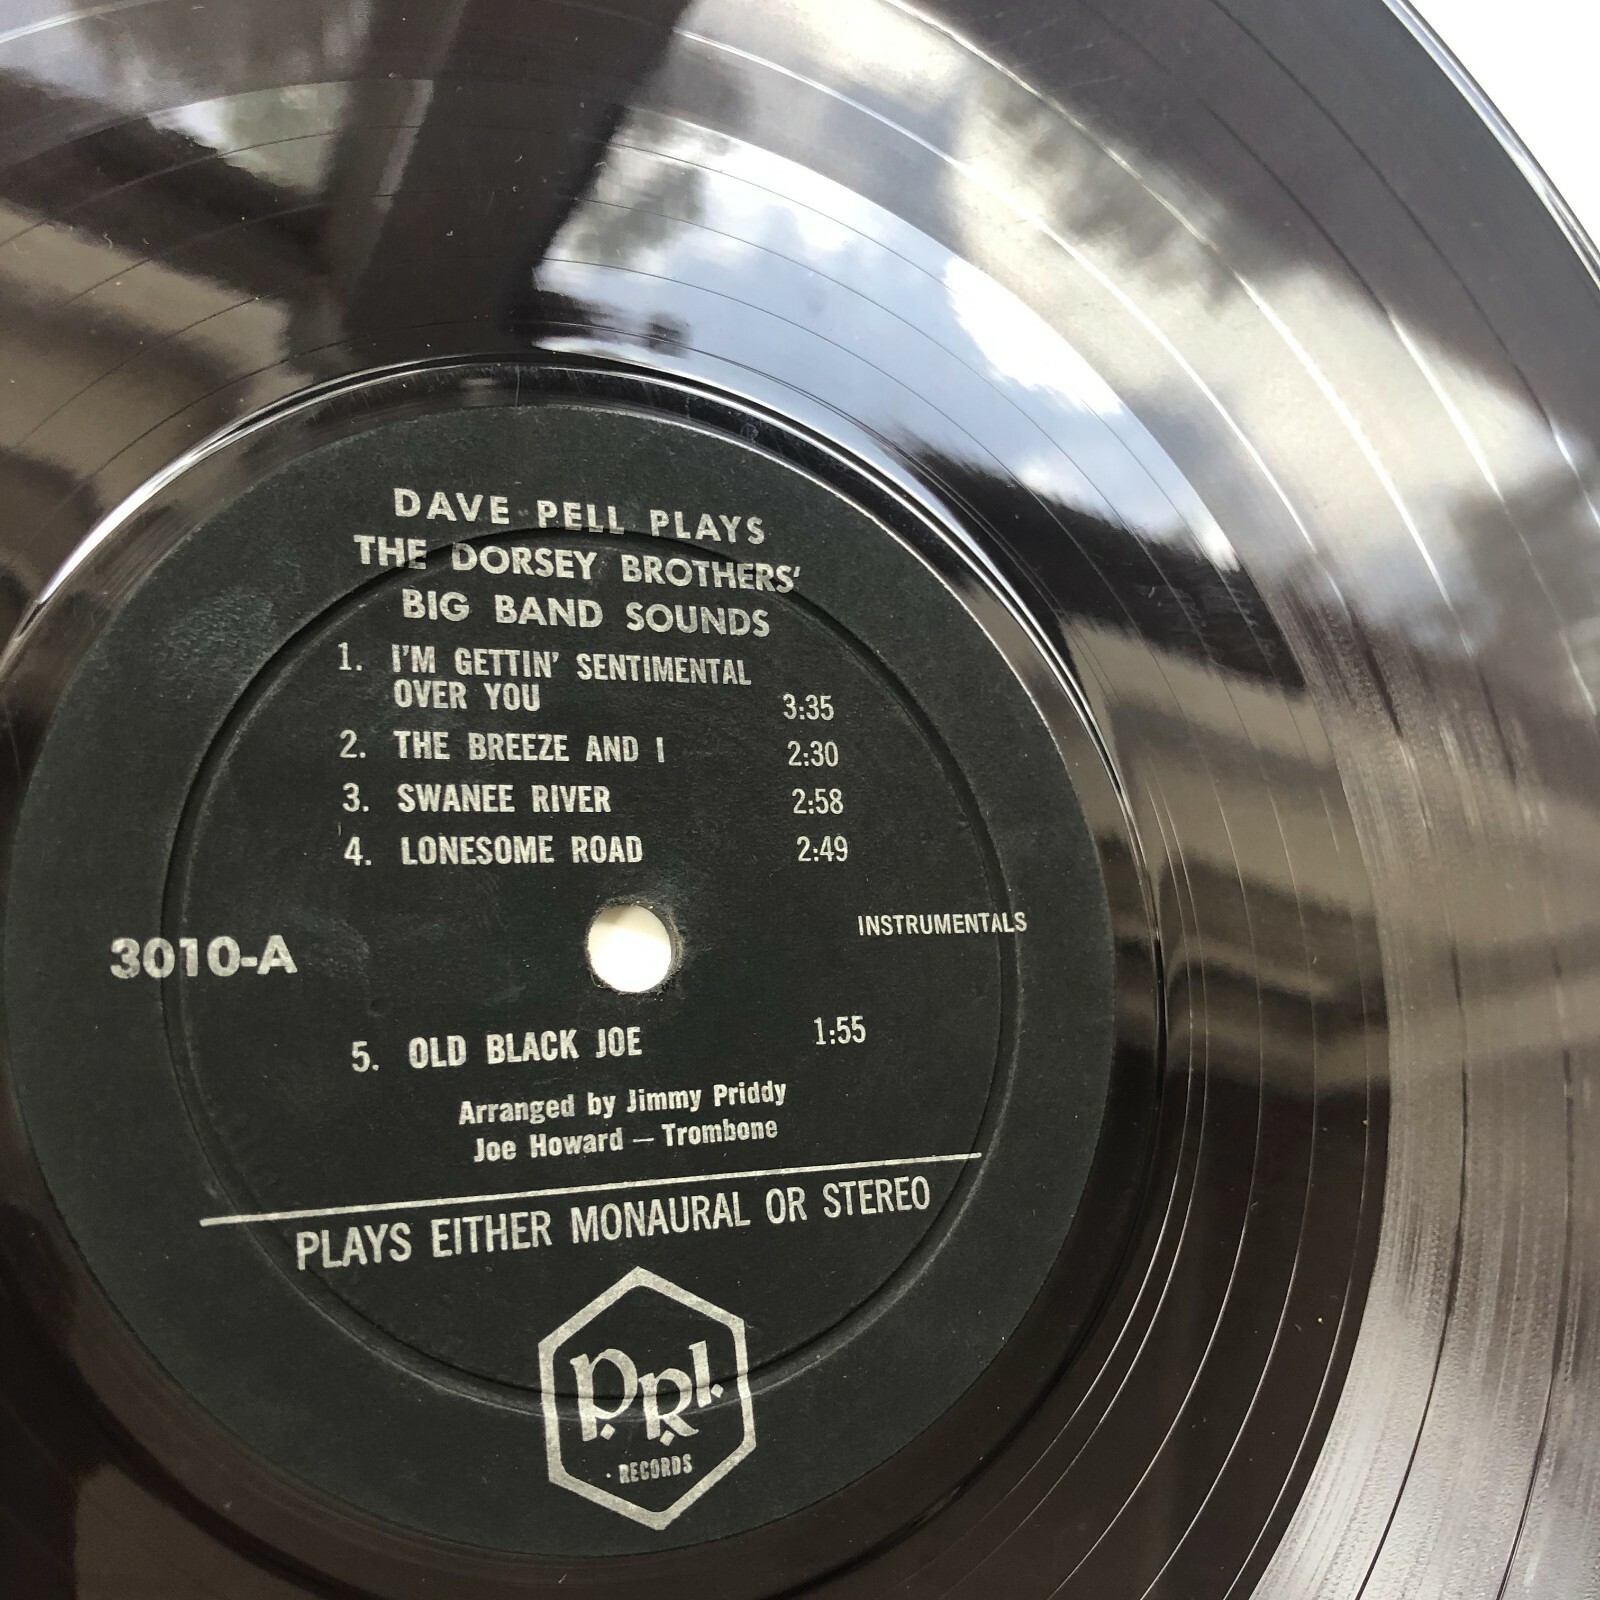 DAVE PELL PLAYS
THE DORSEY BROTHERS'
BIG BAND SOUNDS
1. I'M GETTIN' SENTIMENTAL
OVER YOU 3:35
2. THE BREEZE AND I 2:30
3. SWANEE RIVER 2:58
4. LONESOME ROAD 2:49
INSTRUMENTALS
3010-A
5. OLD BLACK JOE 1:55
Arranged by Jimmy Priddy
Joe Howard — Trombone
PLAYS EITHER MONAURAL OR STEREO
P.R.I.
· RECORDS